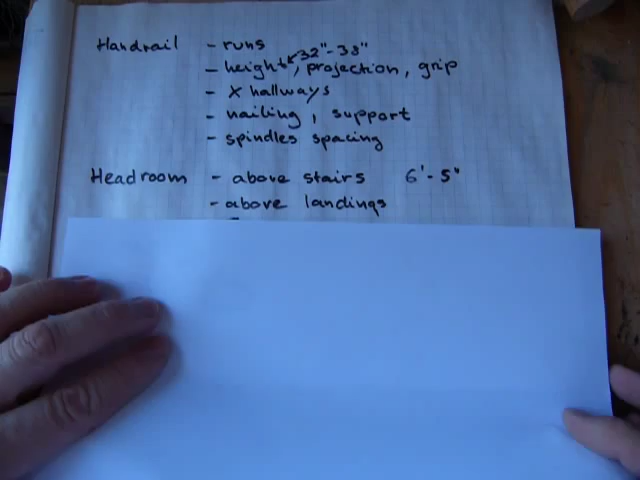 Handrail - runs
32"-38"
- height, projection, grip
- X hallways
- nailing, support
- spindles spacing
Headroom - above stairs 6'-5"
- above landings